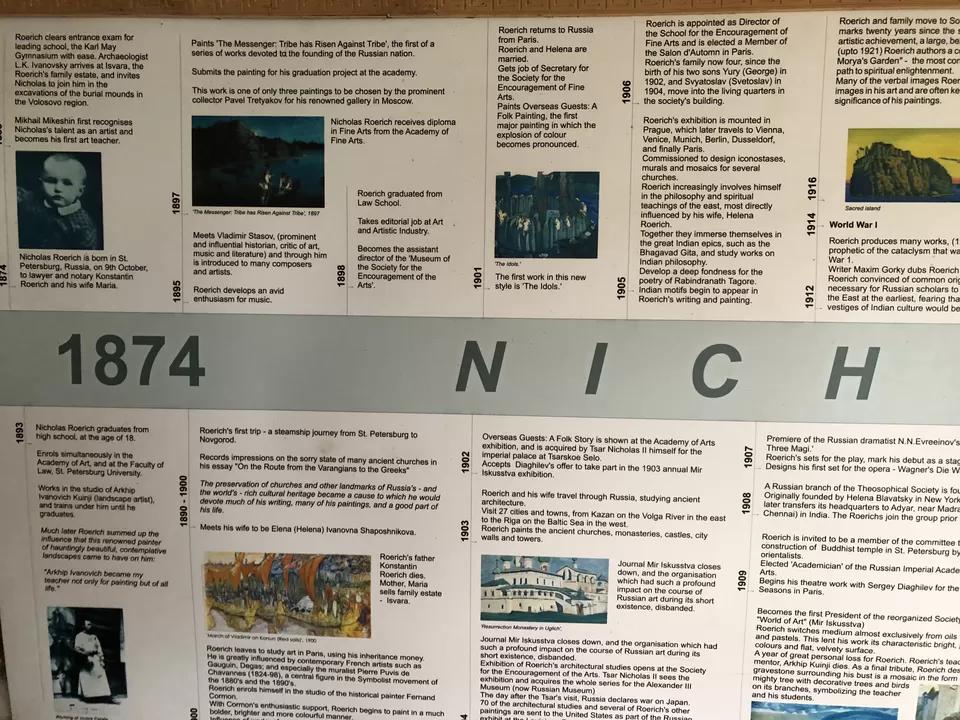 Roerich clears entrance exam for
leading school, the Karl May
Gymnasium with ease. Archaeologist
L.K. Ivanovsky arrives at Isvara, the
Roerich's family estate, and invites
Nicholas to join him in the
excavations of the burial mounds in
the Volosovo region.
Mikhail Mikeshin first recognises
Nicholas's talent as an artist and
becomes his first art teacher.
1874
Nicholas Roerich is born in St.
Petersburg, Russia, on 9th October,
to lawyer and notary Konstantin
Roerich and his wife Maria.
Paints 'The Messenger: Tribe has Risen Against Tribe', the first of a
series of works devoted to the founding of the Russian nation.
Submits the painting for his graduation project at the academy.
This work is one of only three paintings to be chosen by the prominent
collector Pavel Tretyakov for his renowned gallery in Moscow.
1897
'The Messenger: Tribe has Risen Against Tribe', 1897
Nicholas Roerich receives diploma
in Fine Arts from the Academy of
Fine Arts.
1895
Meets Vladimir Stasov, (prominent
and influential historian, critic of art,
music and literature) and through him
is introduced to many composers
and artists.
Roerich develops an avid
enthusiasm for music.
1898
Roerich graduated from
Law School.
Takes editorial job at Art
and Artistic Industry.
Becomes the assistant
director of the 'Museum of
the Society for the
Encouragement of the
Arts'.
1901
Roerich returns to Russia
from Paris.
Roerich and Helena are
married.
Gets job of Secretary for
the Society for the
Encouragement of Fine
Arts.
Paints Overseas Guests: A
Folk Painting, the first
major painting in which the
explosion of colour
becomes pronounced.
'The Idols.'
The first work in this new
style is 'The Idols.'
1906
Roerich is appointed as Director of
the School for the Encouragement of
Fine Arts and is elected a Member of
the Salon d'Automn in Paris.
Roerich's family now four, since the
birth of his two sons Yury (George) in
1902, and Svyatoslav (Svetoslav) in
1904, move into the living quarters in
the society's building.
1905
Roerich's exhibition is mounted in
Prague, which later travels to Vienna,
Venice, Munich, Berlin, Dusseldorf,
and finally Paris.
Commissioned to design iconostases,
murals and mosaics for several
churches.
Roerich increasingly involves himself
in the philosophy and spiritual
teachings of the east, most directly
influenced by his wife, Helena
Roerich.
Together they immerse themselves in
the great Indian epics, such as the
Bhagavad Gita, and study works on
Indian philosophy.
Develop a deep fondness for the
poetry of Rabindranath Tagore.
Indian motifs begin to appear in
Roerich's writing and painting.
1916
Roerich and family move to So
marks twenty years since the s
artistic achievement, a large, be
(upto 1921) Roerich authors a co
Morya's Garden" - the most con
path to spiritual enlightenment.
Many of the verbal images Roer
images in his art and are often ke
significance of his paintings.
Sacred island
1914
World War I
1912
Roerich produces many works, (1
prophetic of the cataclysm that wa
War 1.
Writer Maxim Gorky dubs Roerich
Roerich convinced of common orig
necessary for Russian scholars to
the East at the earliest, fearing tha
vestiges of Indian culture would be
1874 NICH
1893
Nicholas Roerich graduates from
high school, at the age of 18.
Enrols simultaneously in the
Academy of Art, and at the Faculty of
Law, St. Petersburg University.
Works in the studio of Arkhip
Ivanovich Kuinji (landscape artist),
and trains under him until he
graduates.
Much later Roerich summed up the
influence that this renowned painter
of hauntingly beautiful, contemplative
landscapes came to have on him:
"Arkhip Ivanovich became my
teacher not only for painting but of all
life."
1890 - 1900
Roerich's first trip - a steamship journey from St. Petersburg to
Novgorod.
Records impressions on the sorry state of many ancient churches in
his essay "On the Route from the Varangians to the Greeks"
The preservation of churches and other landmarks of Russia's - and
the world's - rich cultural heritage became a cause to which he would
devote much of his writing, many of his paintings, and a good part of
his life.
Meets his wife to be Elena (Helena) Ivanovna Shaposhnikova.
'March of Vladimir on Korsun (Red sails)', 1900
Roerich's father
Konstantin
Roerich dies.
Mother, Maria
sells family estate
- Isvara.
Roerich leaves to study art in Paris, using his inheritance money.
He is greatly influenced by contemporary French artists such as
Gauguin, Degas; and especially the muralist Pierre Puvis de
Chavannes (1824-98), a central figure in the Symbolist movement of
the 1880's and the 1890's.
Roerich enrols himself in the studio of the historical painter Fernand
Cormon.
With Cormon's enthusiastic support, Roerich begins to paint in a much
bolder, brighter and more colourful manner.
1902
Overseas Guests: A Folk Story is shown at the Academy of Arts
exhibition, and is acquired by Tsar Nicholas II himself for the
imperial palace at Tsarskoe Selo.
Accepts Diaghilev's offer to take part in the 1903 annual Mir
Iskusstva exhibition.
1903
Roerich and his wife travel through Russia, studying ancient
architecture.
Visit 27 cities and towns, from Kazan on the Volga River in the east
to the Riga on the Baltic Sea in the west.
Roerich paints the ancient churches, monasteries, castles, city
walls and towers.
'Resurrection Monastery in Uglich',
Journal Mir Iskusstva closes
down, and the organisation
which had such a profound
impact on the course of
Russian art during its short
existence, disbanded.
Journal Mir Iskusstva closes down, and the organisation which had
such a profound impact on the course of Russian art during its
short existence, is disbanded.
Exhibition of Roerich's architectural studies opens at the Society
for the Encouragement of the Arts. Tsar Nicholas II sees the
exhibition and acquires the whole series for the Alexander III
Museum (now Russian Museum)
The day after the Tsar's visit, Russia declares war on Japan.
70 of the architectural studies and several of Roerich's other
paintings are sent to the United States as part of the Russian
1907
Premiere of the Russian dramatist N.N.Evreinov's
Three Magi.
Roerich's sets for the play, mark his debut as a stag
Designs his first set for the opera - Wagner's Die W
1908
A Russian branch of the Theosophical Society is fou
Originally founded by Helena Blavatsky in New York
later transfers its headquarters to Adyar, near Madra
Chennai) in India. The Roerichs join the group prior
1909
Roerich is invited to be a member of the committee t
construction of Buddhist temple in St. Petersburg by
orientalists.
Elected 'Academician' of the Russian Imperial Acade
Arts.
Begins his theatre work with Sergey Diaghilev for the
Seasons in Paris.
Becomes the first President of the reorganized Society
"World of Art" (Mir Iskusstva)
Roerich switches medium almost exclusively from oils
and pastels. This lent his work its characteristic bright,
colours and flat, velvety surface.
A year of great personal loss for Roerich. Roerich's tea
mentor, Arkhip Kuinji dies. As a final tribute, Roerich des
gravestone surrounding his bust is a mosaic in the form
mighty tree with decorative trees and birds
on its branches, symbolizing the teacher
and his students.